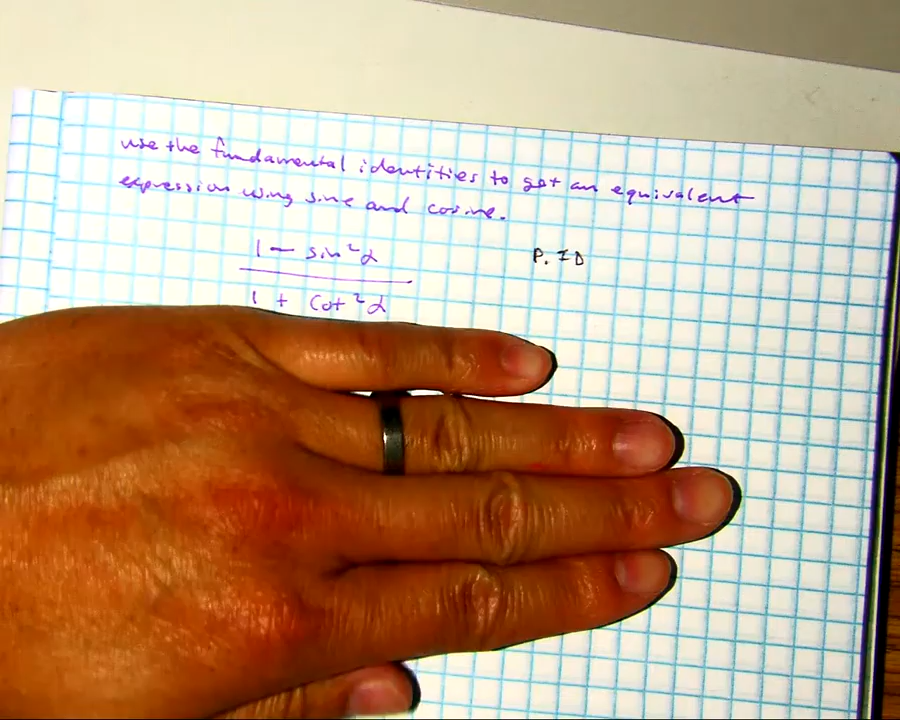 use the fundamental identities to get an equivalent
expression using sine and cosine.
1 - sin²α
P. ID
1 + cot²α